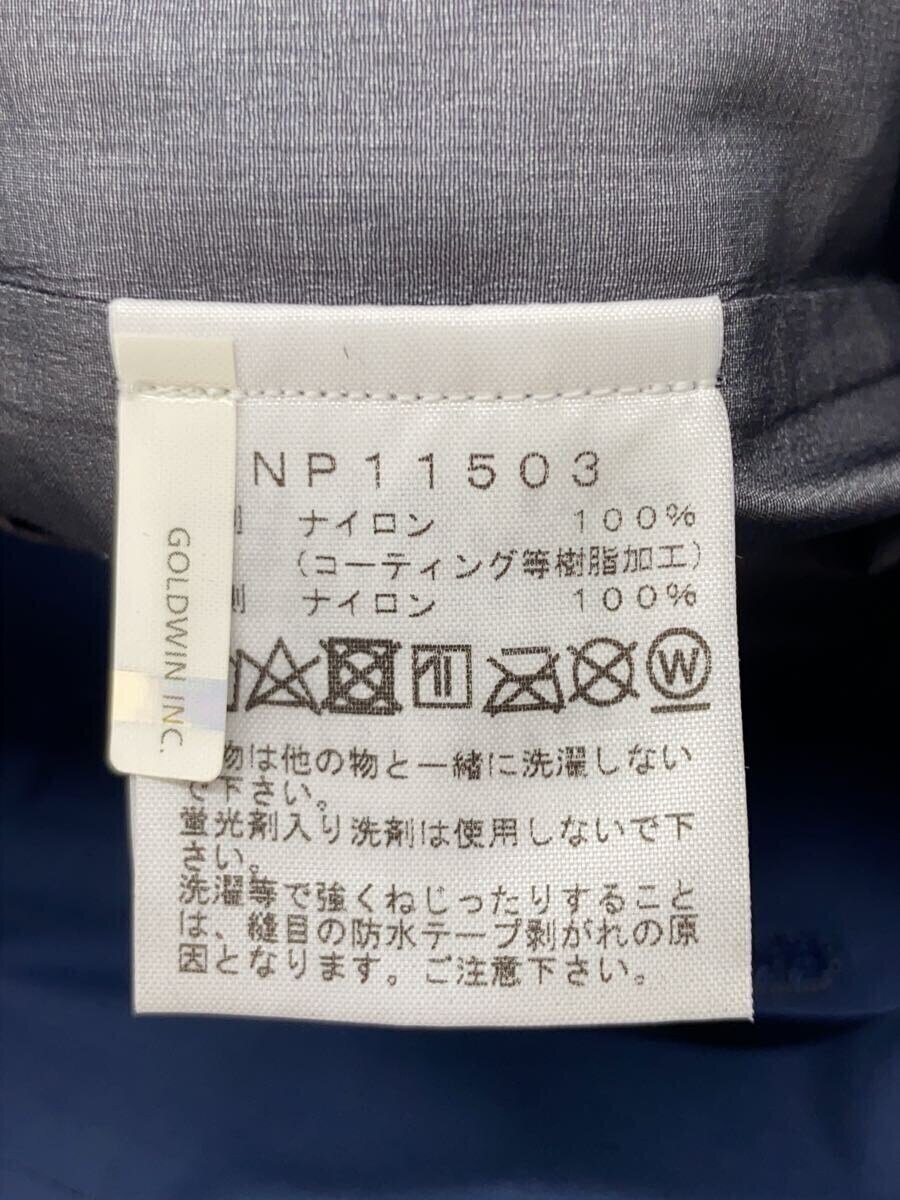 NP11503
ナイロン 100%
(コーティング等樹脂加工)
ナイロン 100%
W
物は他の物と一緒に洗濯しない
で下さい。
蛍光剤入り洗剤は使用しないで下
さい。
洗濯等で強くねじったりすること
は、縫目の防水テープ剥がれの原
因となります。ご注意下さい。
GOLDWIN INC.